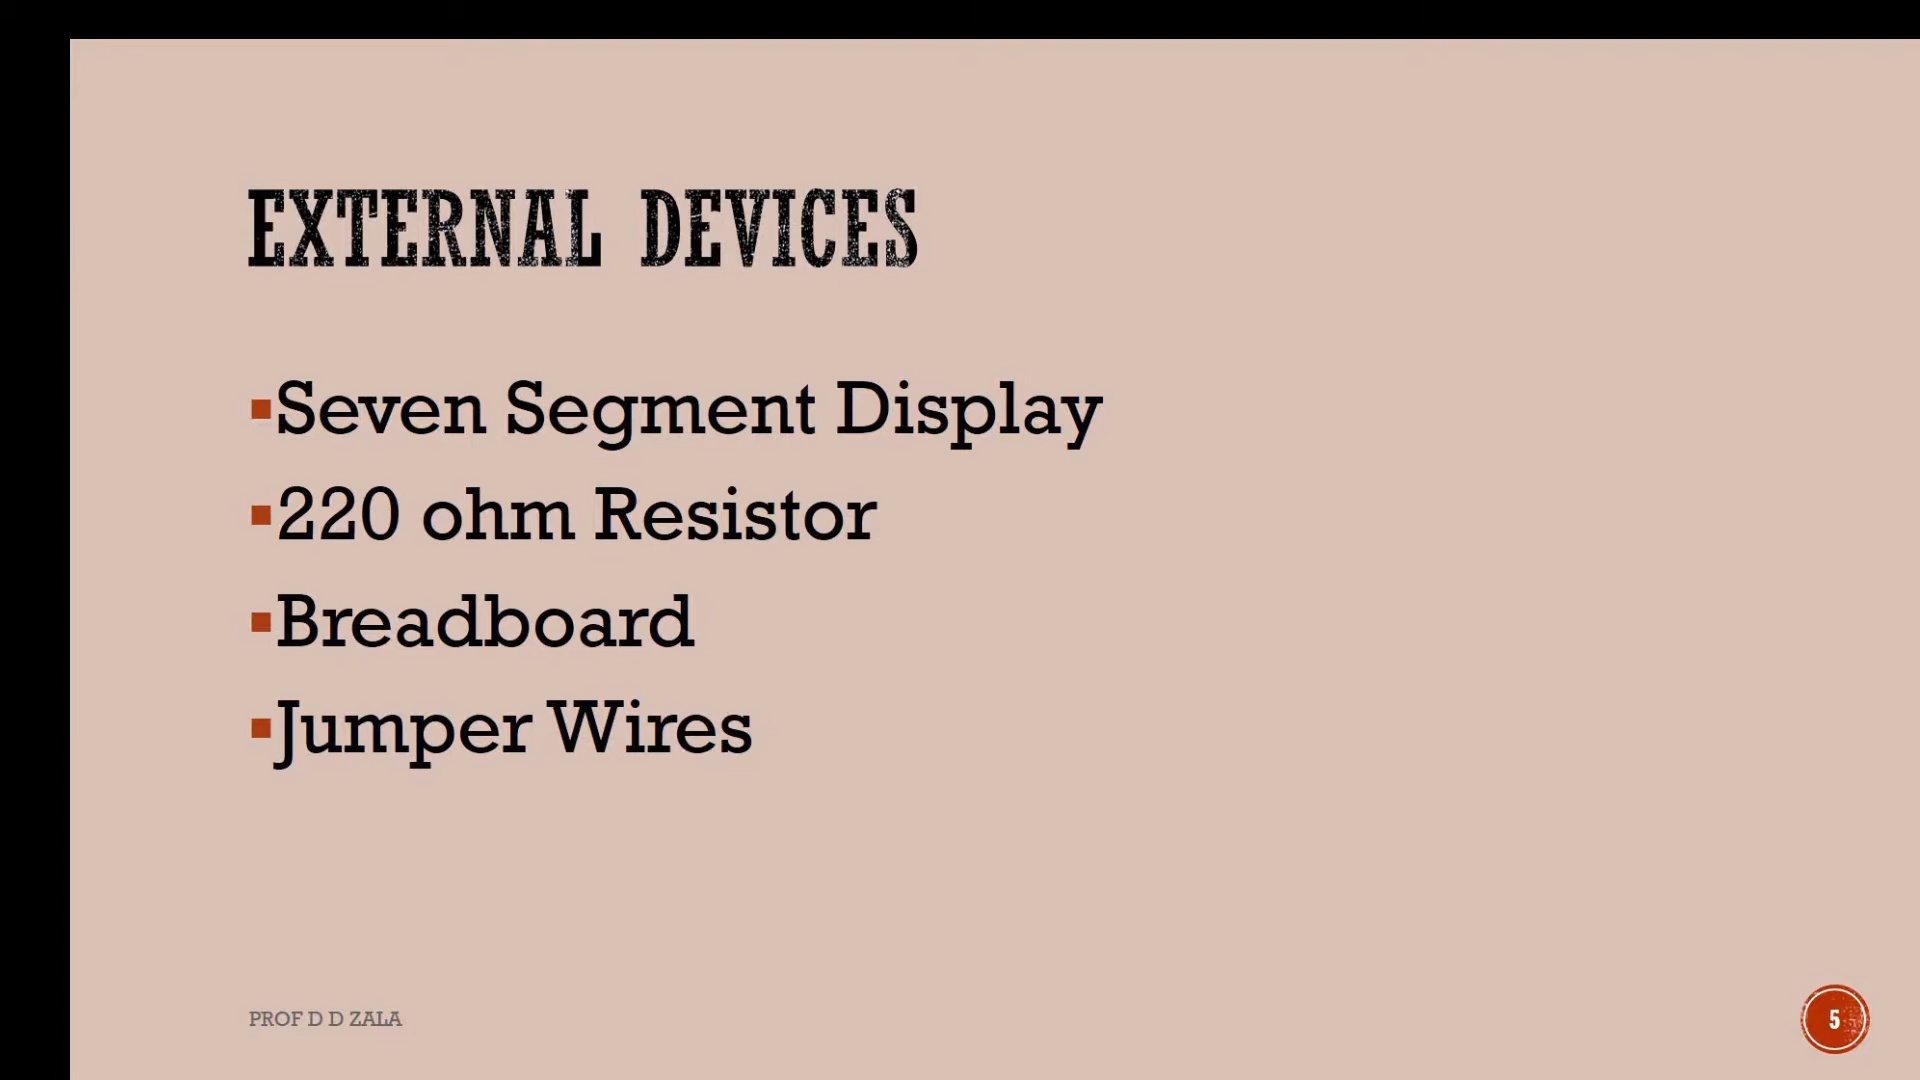 EXTERNAL DEVICES
▪Seven Segment Display
▪220 ohm Resistor
▪Breadboard
▪Jumper Wires
PROF D D ZALA
5